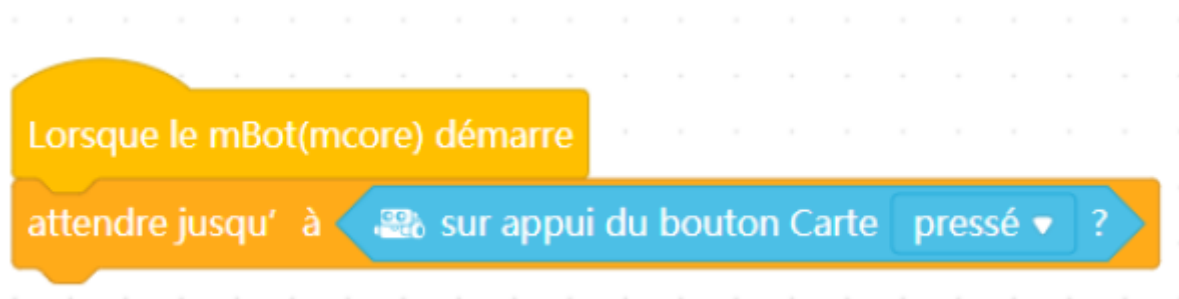 Lorsque le mBot(mcore) démarre
attendre jusqu’ à sur appui du bouton Carte pressé ?